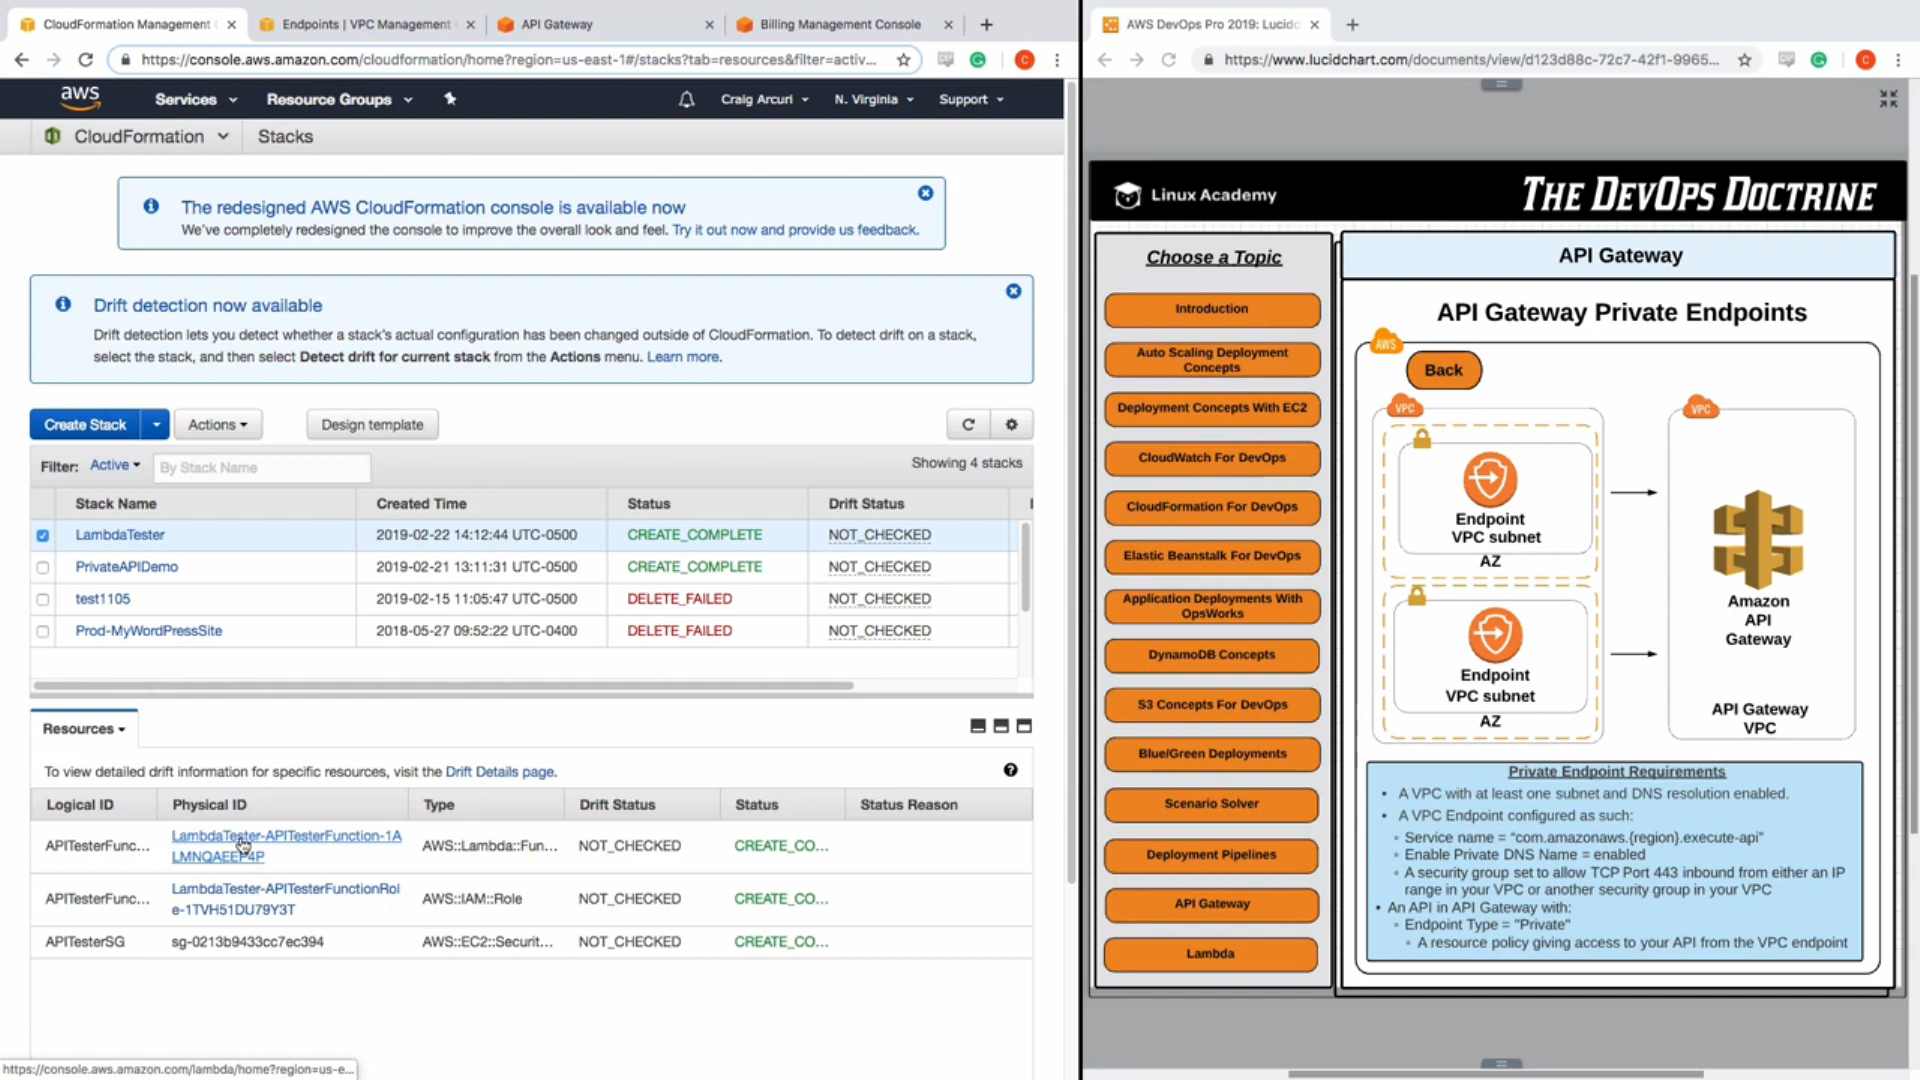 CloudFormation Management
Endpoints | VPC Management
API Gateway
Billing Management Console
https://console.aws.amazon.com/cloudformation/home?region=us-east-1#/stacks?tab=resources&filter=activ...
C
aws
Services
Resource Groups
Craig Arcuri
N. Virginia
Support
CloudFormation
Stacks
The redesigned AWS CloudFormation console is available now
We've completely redesigned the console to improve the overall look and feel. Try it out now and provide us feedback.
Drift detection now available
Drift detection lets you detect whether a stack's actual configuration has been changed outside of CloudFormation. To detect drift on a stack,
select the stack, and then select Detect drift for current stack from the Actions menu. Learn more.
Create Stack
Actions
Design template
Filter: Active
By Stack Name
Showing 4 stacks
Stack Name Created Time Status Drift Status
LambdaTester 2019-02-22 14:12:44 UTC-0500 CREATE_COMPLETE NOT_CHECKED
PrivateAPIDemo 2019-02-21 13:11:31 UTC-0500 CREATE_COMPLETE NOT_CHECKED
test1105 2019-02-15 11:05:47 UTC-0500 DELETE_FAILED NOT_CHECKED
Prod-MyWordPressSite 2018-05-27 09:52:22 UTC-0400 DELETE_FAILED NOT_CHECKED
Resources
To view detailed drift information for specific resources, visit the Drift Details page.
Logical ID Physical ID Type Drift Status Status Status Reason
APITesterFunc... LambdaTester-APITesterFunction-1A
LMNQAEEP4P AWS::Lambda::Fun... NOT_CHECKED CREATE_CO...
APITesterFunc... LambdaTester-APITesterFunctionRol
e-1TVH51DU79Y3T AWS::IAM::Role NOT_CHECKED CREATE_CO...
APITesterSG sg-0213b9433cc7ec394 AWS::EC2::Securit... NOT_CHECKED CREATE_CO...
https://console.aws.amazon.com/lambda/home?region=us-e...
AWS DevOps Pro 2019: Lucidc
https://www.lucidchart.com/documents/view/d123d88c-72c7-42f1-9965...
C
Linux Academy
THE DEVOPS DOCTRINE
Choose a Topic
Introduction
Auto Scaling Deployment
Concepts
Deployment Concepts With EC2
CloudWatch For DevOps
CloudFormation For DevOps
Elastic Beanstalk For DevOps
Application Deployments With
OpsWorks
DynamoDB Concepts
S3 Concepts For DevOps
Blue/Green Deployments
Scenario Solver
Deployment Pipelines
API Gateway
Lambda
API Gateway
API Gateway Private Endpoints
AWS
Back
VPC
Endpoint
VPC subnet
AZ
Endpoint
VPC subnet
AZ
VPC
Amazon
API
Gateway
API Gateway
VPC
Private Endpoint Requirements
• A VPC with at least one subnet and DNS resolution enabled.
• A VPC Endpoint configured as such:
◦ Service name = "com.amazonaws.{region}.execute-api"
◦ Enable Private DNS Name = enabled
◦ A security group set to allow TCP Port 443 inbound from either an IP
range in your VPC or another security group in your VPC
• An API in API Gateway with:
◦ Endpoint Type = "Private"
◦ A resource policy giving access to your API from the VPC endpoint